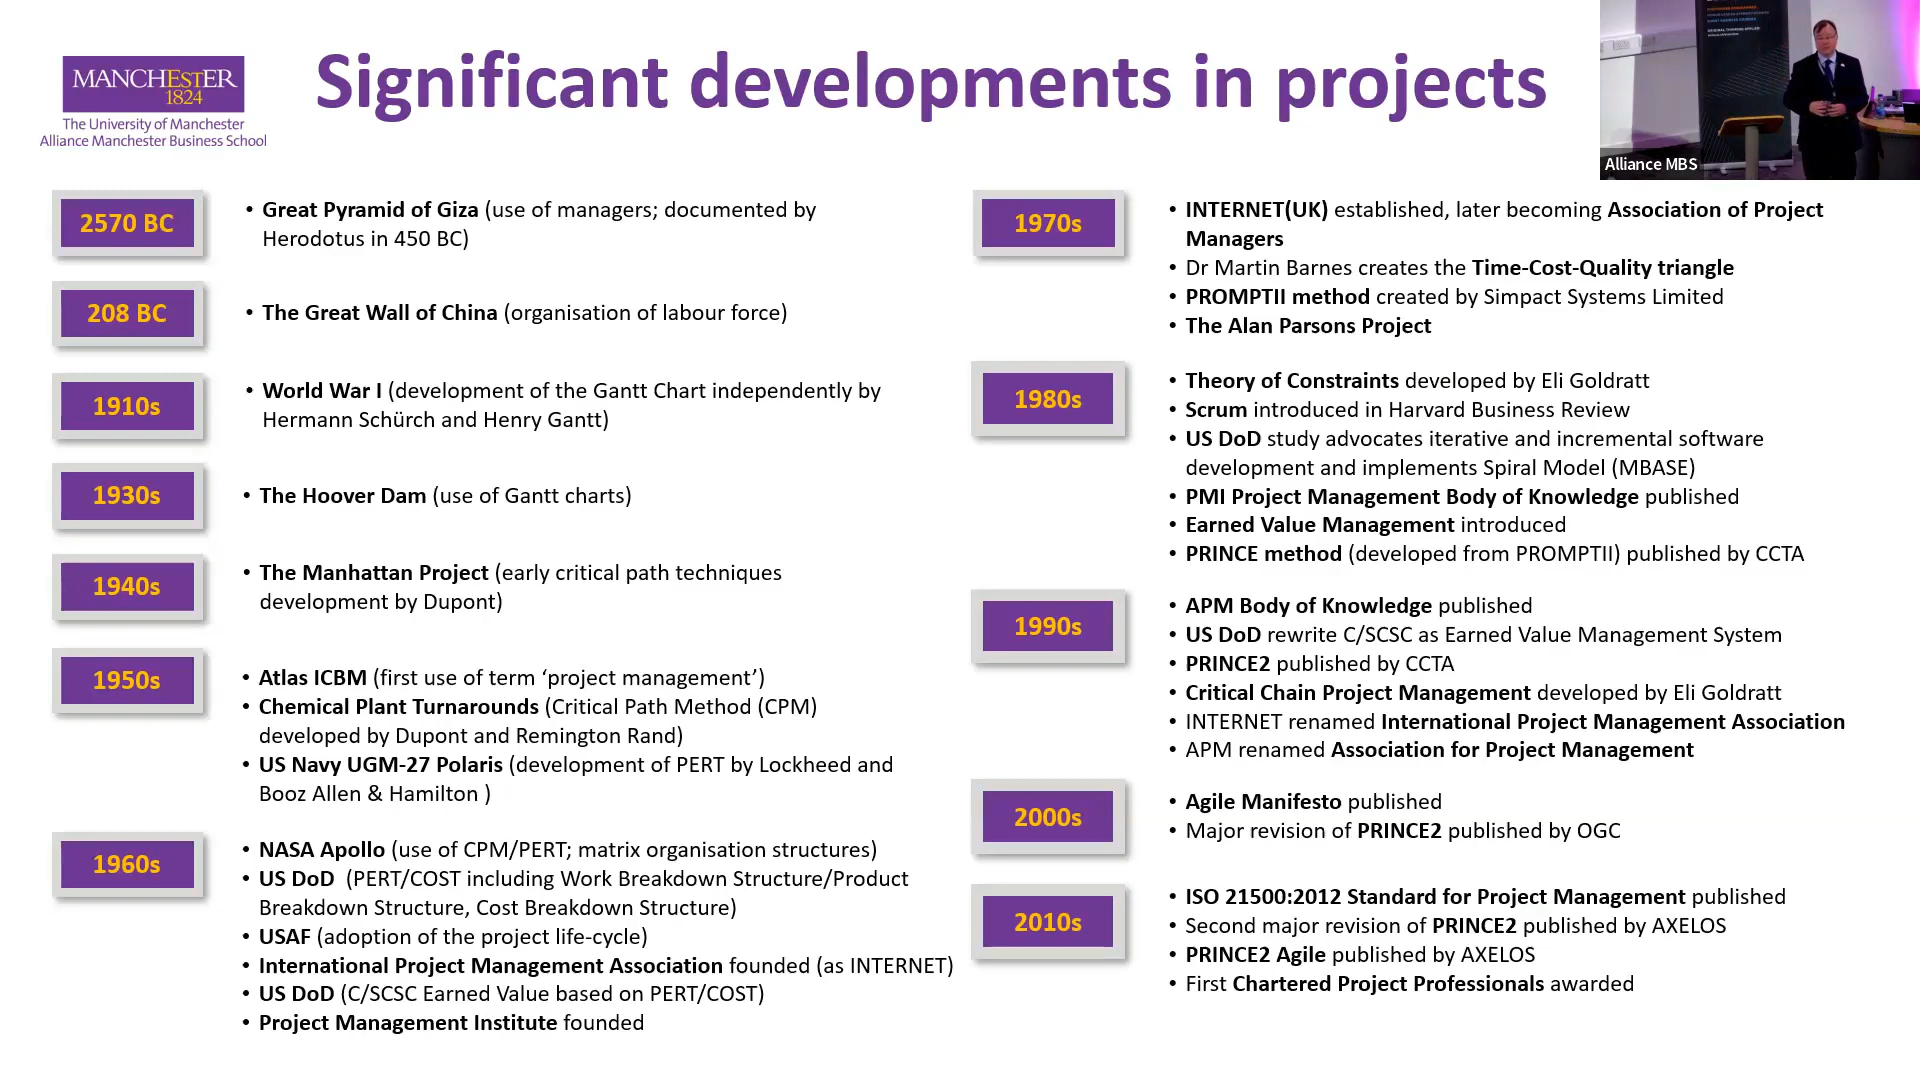 MANCHESTER
1824
The University of Manchester
Alliance Manchester Business School
Significant developments in projects
Alliance MBS
2570 BC
• Great Pyramid of Giza (use of managers; documented by
Herodotus in 450 BC)
208 BC
• The Great Wall of China (organisation of labour force)
1910s
• World War I (development of the Gantt Chart independently by
Hermann Schürch and Henry Gantt)
1930s
• The Hoover Dam (use of Gantt charts)
1940s
• The Manhattan Project (early critical path techniques
development by Dupont)
1950s
• Atlas ICBM (first use of term ‘project management’)
• Chemical Plant Turnarounds (Critical Path Method (CPM)
developed by Dupont and Remington Rand)
• US Navy UGM-27 Polaris (development of PERT by Lockheed and
Booz Allen & Hamilton )
1960s
• NASA Apollo (use of CPM/PERT; matrix organisation structures)
• US DoD (PERT/COST including Work Breakdown Structure/Product
Breakdown Structure, Cost Breakdown Structure)
• USAF (adoption of the project life-cycle)
• International Project Management Association founded (as INTERNET)
• US DoD (C/SCSC Earned Value based on PERT/COST)
• Project Management Institute founded
1970s
• INTERNET(UK) established, later becoming Association of Project
Managers
• Dr Martin Barnes creates the Time-Cost-Quality triangle
• PROMPTII method created by Simpact Systems Limited
• The Alan Parsons Project
1980s
• Theory of Constraints developed by Eli Goldratt
• Scrum introduced in Harvard Business Review
• US DoD study advocates iterative and incremental software
development and implements Spiral Model (MBASE)
• PMI Project Management Body of Knowledge published
• Earned Value Management introduced
• PRINCE method (developed from PROMPTII) published by CCTA
1990s
• APM Body of Knowledge published
• US DoD rewrite C/SCSC as Earned Value Management System
• PRINCE2 published by CCTA
• Critical Chain Project Management developed by Eli Goldratt
• INTERNET renamed International Project Management Association
• APM renamed Association for Project Management
2000s
• Agile Manifesto published
• Major revision of PRINCE2 published by OGC
2010s
• ISO 21500:2012 Standard for Project Management published
• Second major revision of PRINCE2 published by AXELOS
• PRINCE2 Agile published by AXELOS
• First Chartered Project Professionals awarded